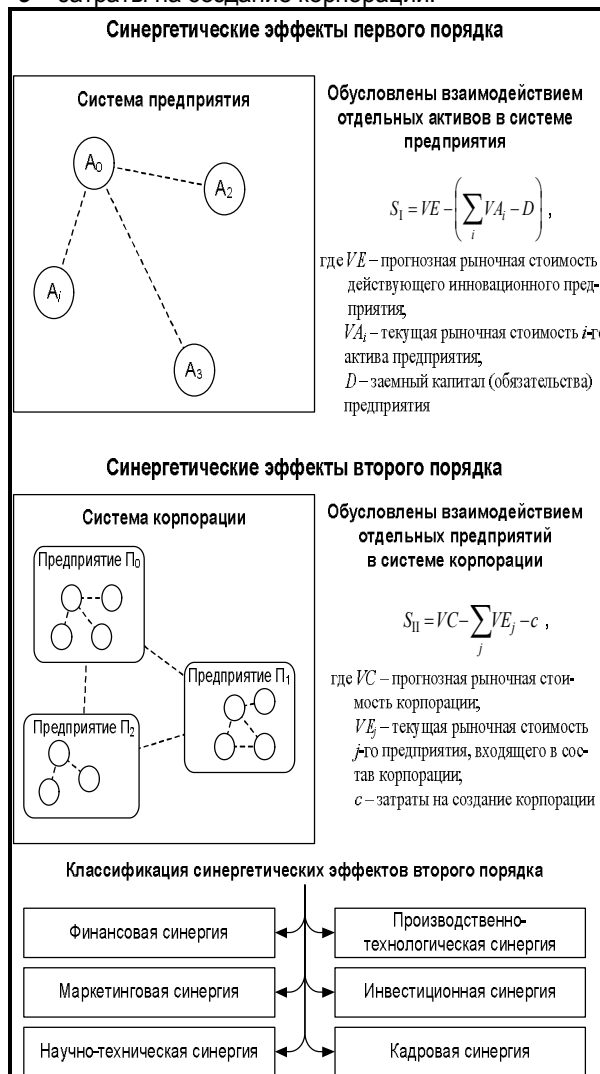 с – затраты на создание корпорации.
Синергетические эффекты первого порядка
Система предприятия
A₀
A₂
Aᵢ
A₃
Обусловлены взаимодействием
отдельных активов в системе
предприятия
S_I = VE − (∑_i VA_i − D) ,
где VE – прогнозная рыночная стоимость
действующего инновационного пред-
приятия;
VA_i – текущая рыночная стоимость i-го
актива предприятия;
D – заемный капитал (обязательства)
предприятия
Синергетические эффекты второго порядка
Система корпорации
Предприятие П₀
Предприятие П₁
Предприятие П₂
Обусловлены взаимодействием
отдельных предприятий
в системе корпорации
S_II = VC − ∑_j VE_j − c ,
где VC – прогнозная рыночная стои-
мость корпорации;
VE_j – текущая рыночная стоимость
j-го предприятия, входящего в сос-
тав корпорации;
c – затраты на создание корпорации
Классификация синергетических эффектов второго порядка
Финансовая синергия
Производственно-
технологическая синергия
Маркетинговая синергия
Инвестиционная синергия
Научно-техническая синергия
Кадровая синергия